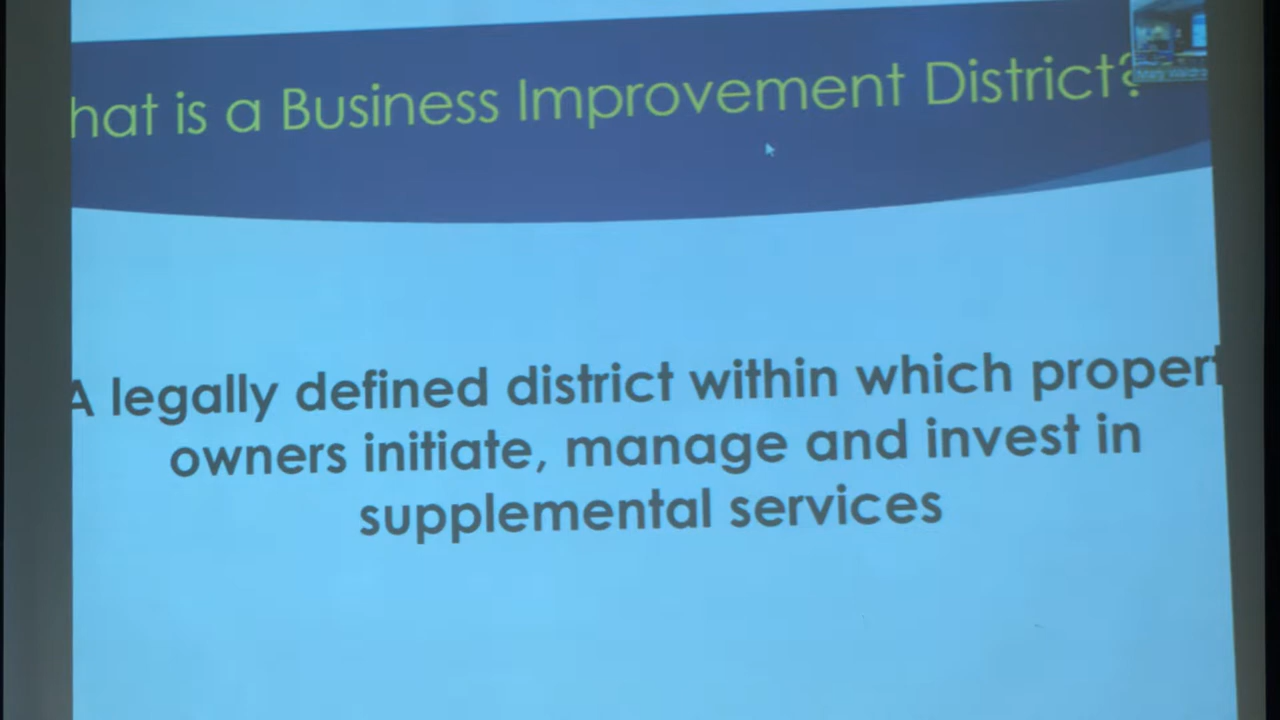 hat is a Business Improvement District?
A legally defined district within which propert
owners initiate, manage and invest in
supplemental services